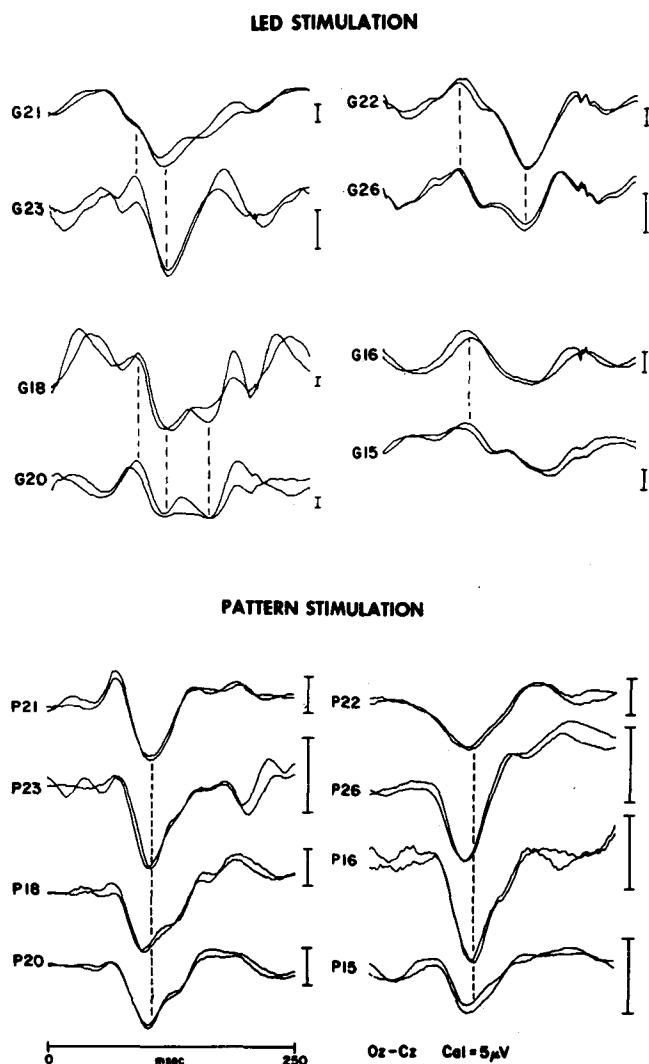 LED STIMULATION
G21
G22
G23
G26
G18
G16
G20
G15
PATTERN STIMULATION
P21
P22
P23
P26
P18
P16
P20
P15
0 msec 250
Oz-Cz Cal = 5μV